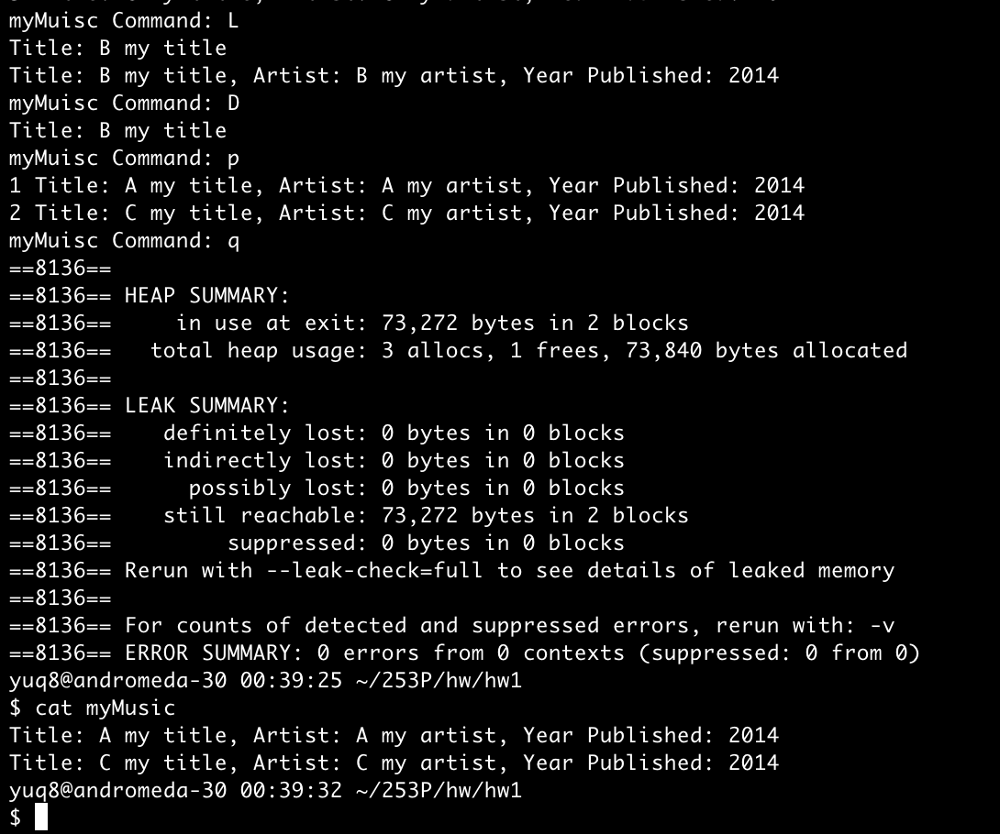 myMuisc Command: L
Title: B my title
Title: B my title, Artist: B my artist, Year Published: 2014
myMuisc Command: D
Title: B my title
myMuisc Command: p
1 Title: A my title, Artist: A my artist, Year Published: 2014
2 Title: C my title, Artist: C my artist, Year Published: 2014
myMuisc Command: q
==8136==
==8136== HEAP SUMMARY:
==8136==     in use at exit: 73,272 bytes in 2 blocks
==8136==   total heap usage: 3 allocs, 1 frees, 73,840 bytes allocated
==8136==
==8136== LEAK SUMMARY:
==8136==    definitely lost: 0 bytes in 0 blocks
==8136==    indirectly lost: 0 bytes in 0 blocks
==8136==      possibly lost: 0 bytes in 0 blocks
==8136==    still reachable: 73,272 bytes in 2 blocks
==8136==         suppressed: 0 bytes in 0 blocks
==8136== Rerun with --leak-check=full to see details of leaked memory
==8136==
==8136== For counts of detected and suppressed errors, rerun with: -v
==8136== ERROR SUMMARY: 0 errors from 0 contexts (suppressed: 0 from 0)
yuq8@andromeda-30 00:39:25 ~/253P/hw/hw1
$ cat myMusic
Title: A my title, Artist: A my artist, Year Published: 2014
Title: C my title, Artist: C my artist, Year Published: 2014
yuq8@andromeda-30 00:39:32 ~/253P/hw/hw1
$